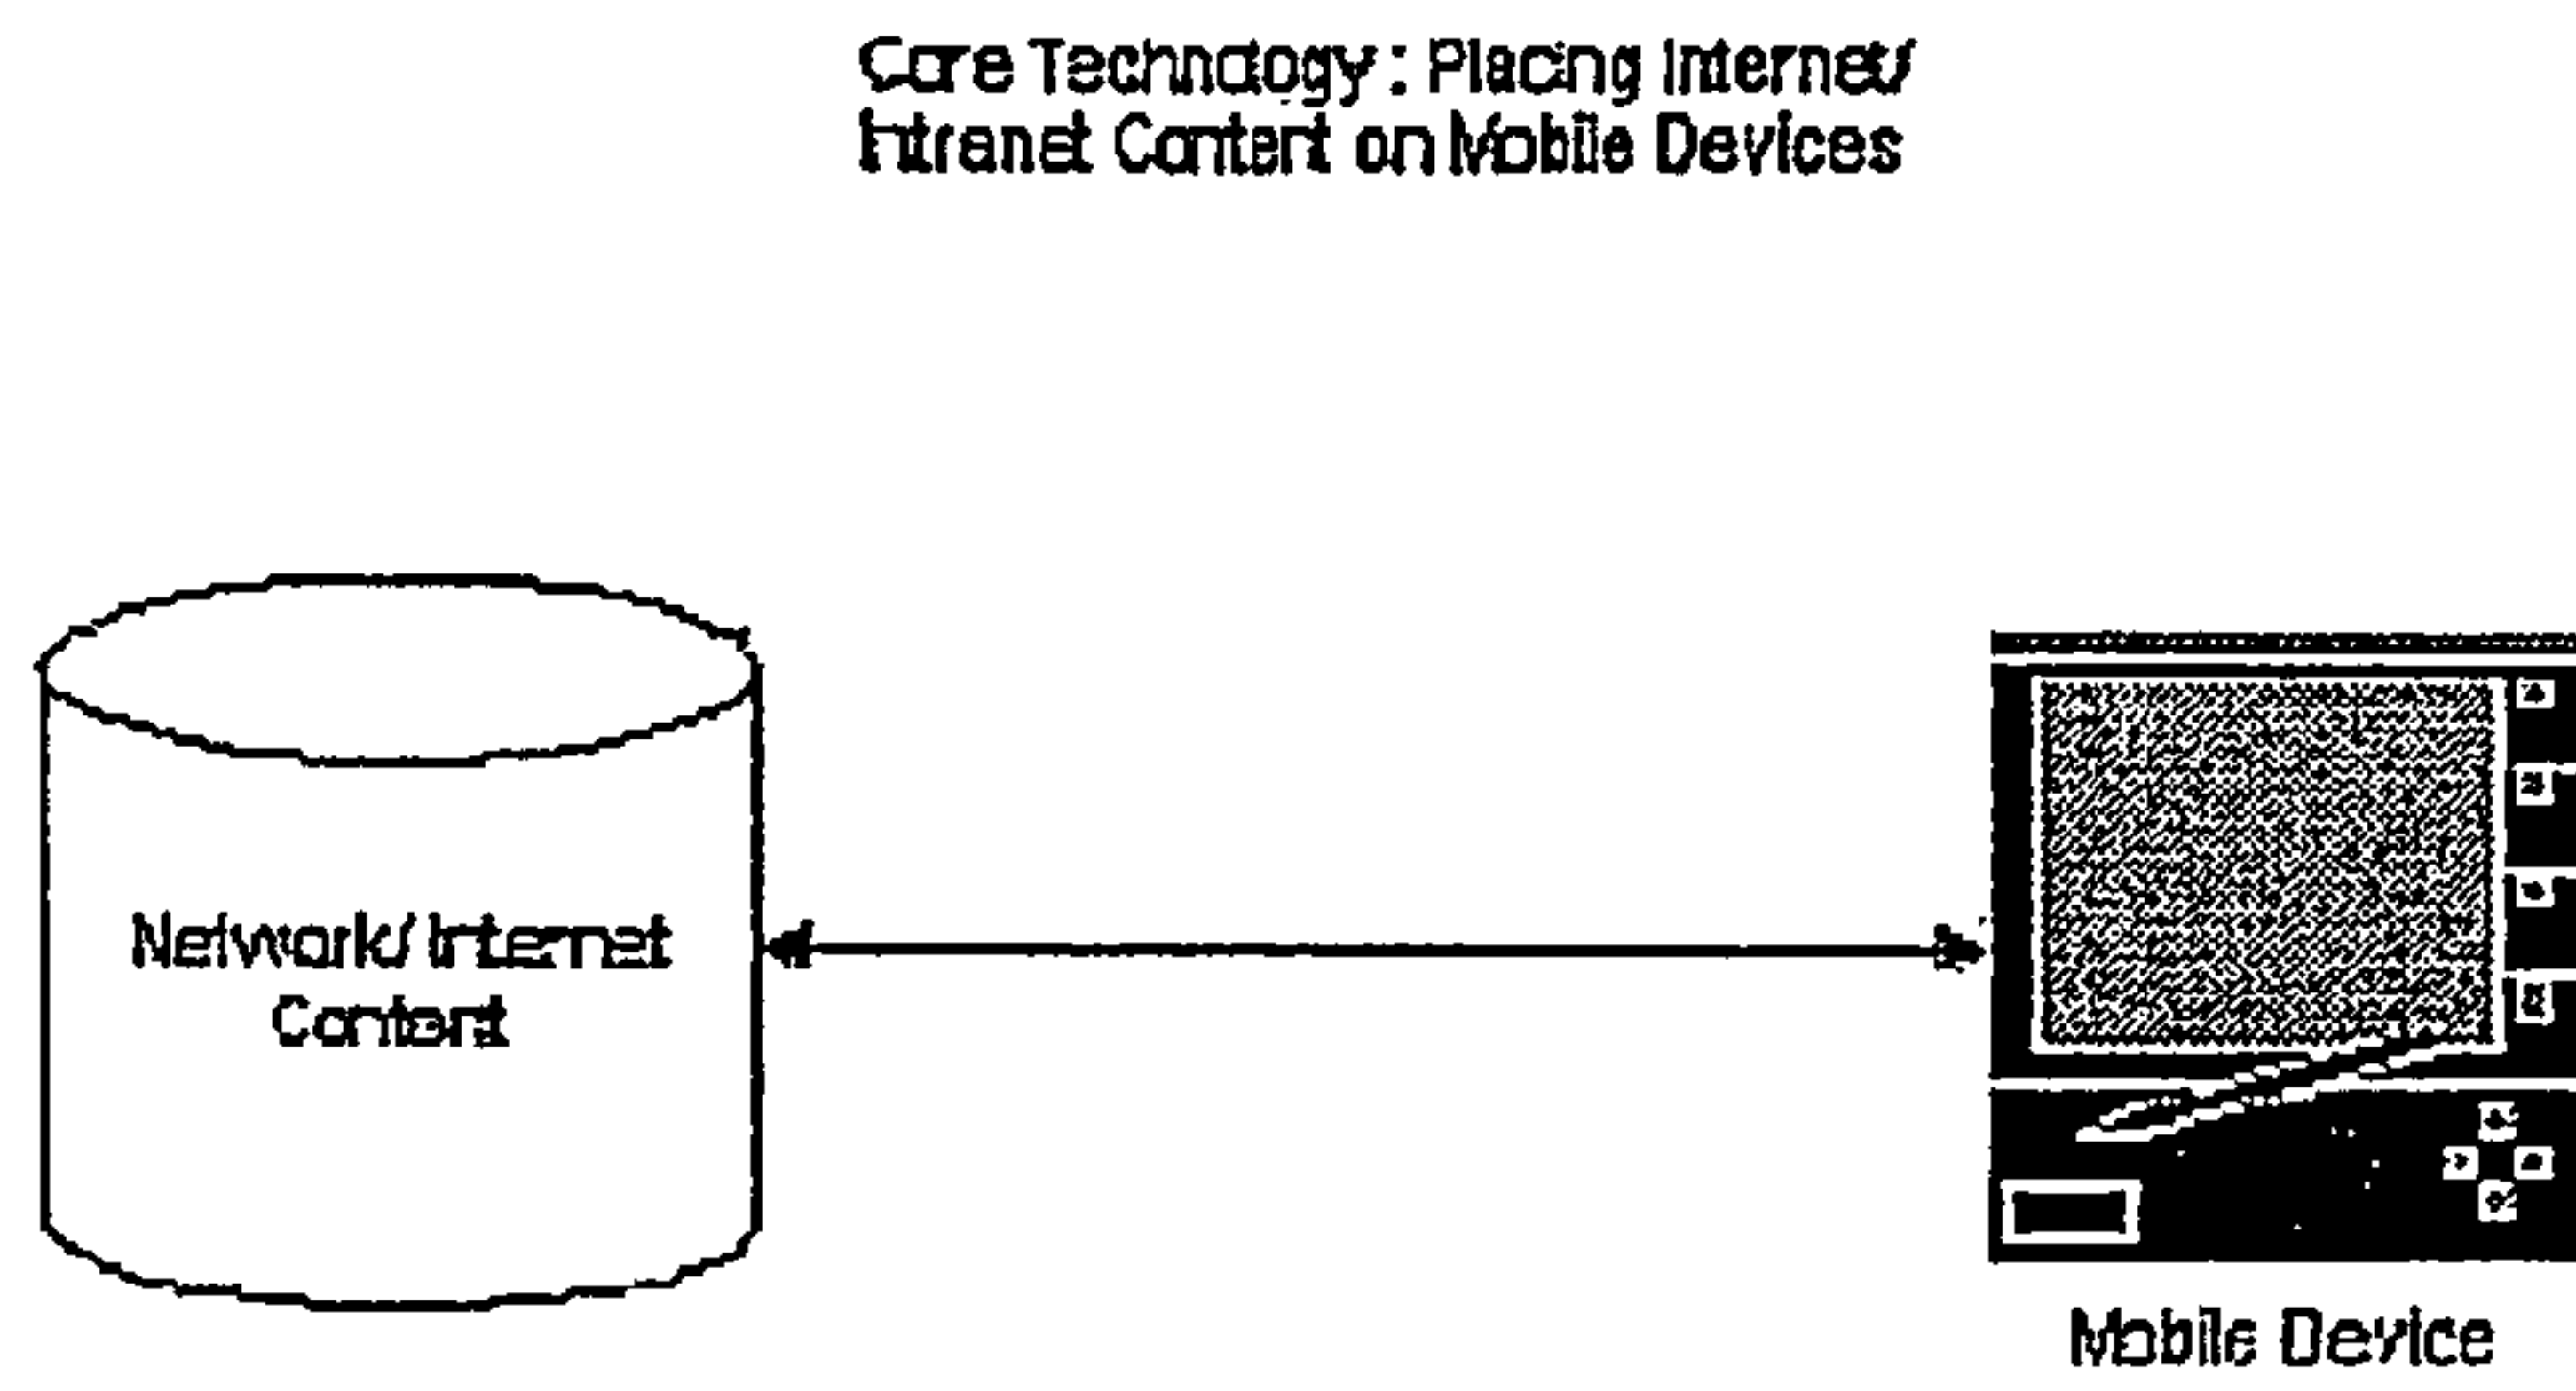 Core Technology : Placing Internet/
Intranet Content on Mobile Devices
Network/ Internet
Content
Mobile Device